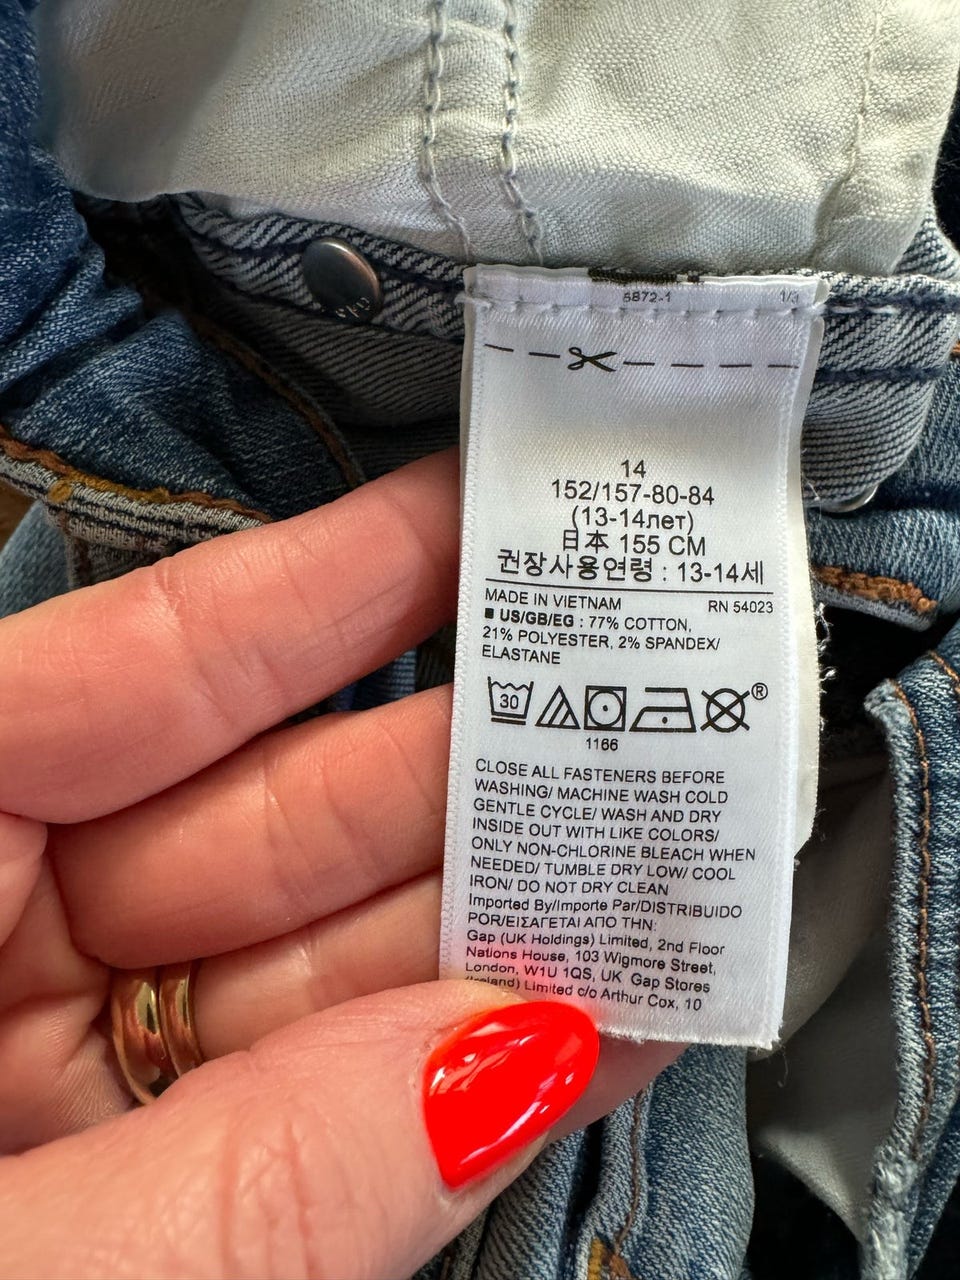 5872-1 1/3
14
152/157-80-84
(13-14лет)
日本 155 CM
권장사용연령 : 13-14세
MADE IN VIETNAM RN 54023
US/GB/EG : 77% COTTON,
21% POLYESTER, 2% SPANDEX/
ELASTANE
30 ®
1166
CLOSE ALL FASTENERS BEFORE
WASHING/ MACHINE WASH COLD
GENTLE CYCLE/ WASH AND DRY
INSIDE OUT WITH LIKE COLORS/
ONLY NON-CHLORINE BLEACH WHEN
NEEDED/ TUMBLE DRY LOW/ COOL
IRON/ DO NOT DRY CLEAN
Imported By/Importe Par/DISTRIBUIDO
POR/ΕΙΣΑΓΕΤΑΙ ΑΠΟ ΤΗΝ:
Gap (UK Holdings) Limited, 2nd Floor
Nations House, 103 Wigmore Street,
London, W1U 1QS, UK Gap Stores
(Ireland) Limited c/o Arthur Cox, 10